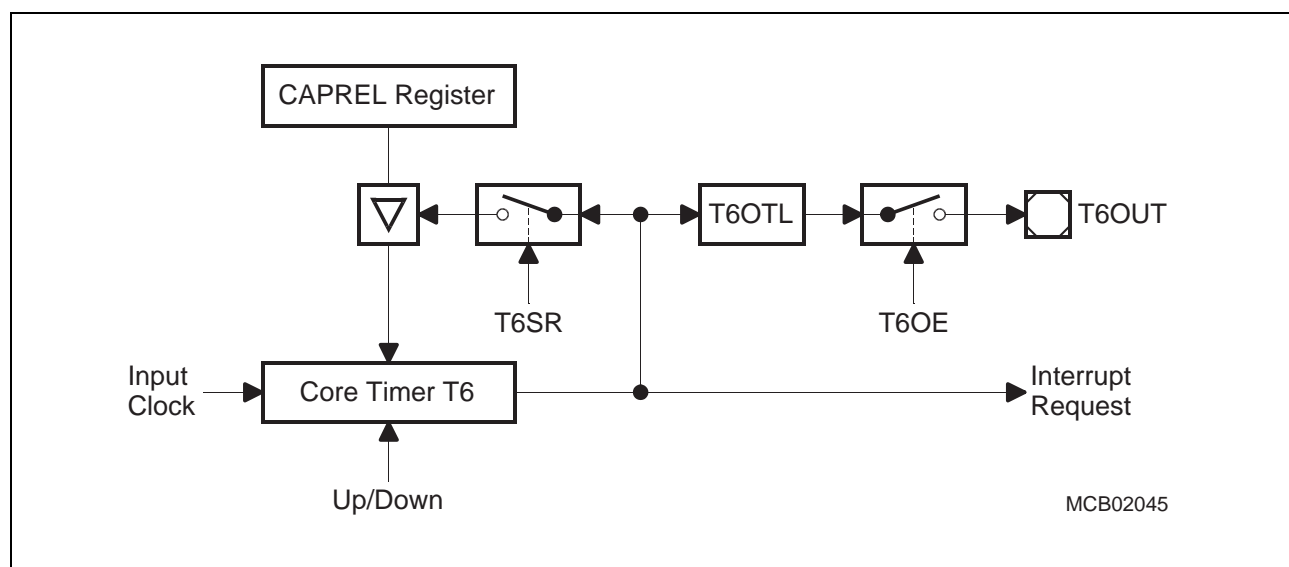 CAPREL Register
T6OTL
T6OUT
T6SR
T6OE
Input
Clock
Core Timer T6
Interrupt
Request
Up/Down
MCB02045